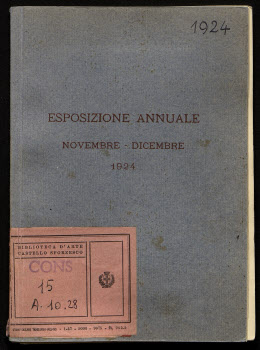 1924
ESPOSIZIONE ANNUALE
NOVEMBRE - DICEMBRE
1924
BIBLIOTECA D'ARTE
CASTELLO SFORZESCO
CONS
15
A.10.28